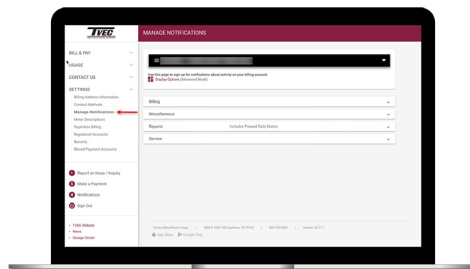 TVEC
MANAGE NOTIFICATIONS
BILL & PAY
USAGE
CONTACT US
SETTINGS
Billing Address Information
Contact Methods
Manage Notifications
Meter Descriptions
Paperless Billing
Registered Accounts
Security
Stored Payment Accounts
Report an Issue / Inquiry
Make a Payment
Notifications
Sign Out
TVEC Website
News
Outage Center
Use this page to sign up for notifications about activity on your billing account.
Display Options (Advanced Mode)
Billing
Miscellaneous
Reports Includes Prepaid Daily Notice
Service
App Store Google Play